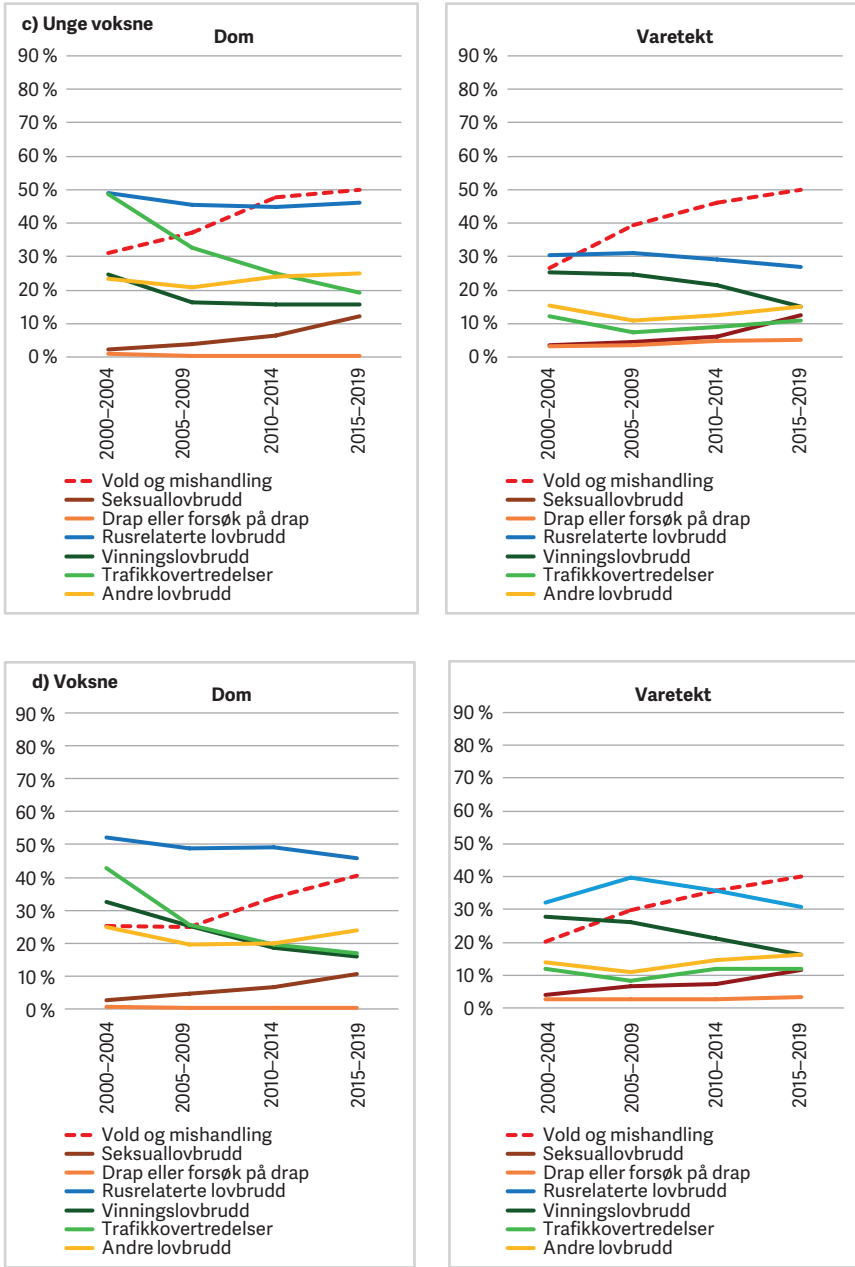 c) Unge voksne
Dom
90 %
80 %
70 %
60 %
50 %
40 %
30 %
20 %
10 %
0 %
2000–2004
2005–2009
2010–2014
2015–2019
Vold og mishandling
Seksuallovbrudd
Drap eller forsøk på drap
Rusrelaterte lovbrudd
Vinningslovbrudd
Trafikkovertredelser
Andre lovbrudd
Varetekt
90 %
80 %
70 %
60 %
50 %
40 %
30 %
20 %
10 %
0 %
2000–2004
2005–2009
2010–2014
2015–2019
Vold og mishandling
Seksuallovbrudd
Drap eller forsøk på drap
Rusrelaterte lovbrudd
Vinningslovbrudd
Trafikkovertredelser
Andre lovbrudd
d) Voksne
Dom
90 %
80 %
70 %
60 %
50 %
40 %
30 %
20 %
10 %
0 %
2000–2004
2005–2009
2010–2014
2015–2019
Vold og mishandling
Seksuallovbrudd
Drap eller forsøk på drap
Rusrelaterte lovbrudd
Vinningslovbrudd
Trafikkovertredelser
Andre lovbrudd
Varetekt
90 %
80 %
70 %
60 %
50 %
40 %
30 %
20 %
10 %
0 %
2000–2004
2005–2009
2010–2014
2015–2019
Vold og mishandling
Seksuallovbrudd
Drap eller forsøk på drap
Rusrelaterte lovbrudd
Vinningslovbrudd
Trafikkovertredelser
Andre lovbrudd